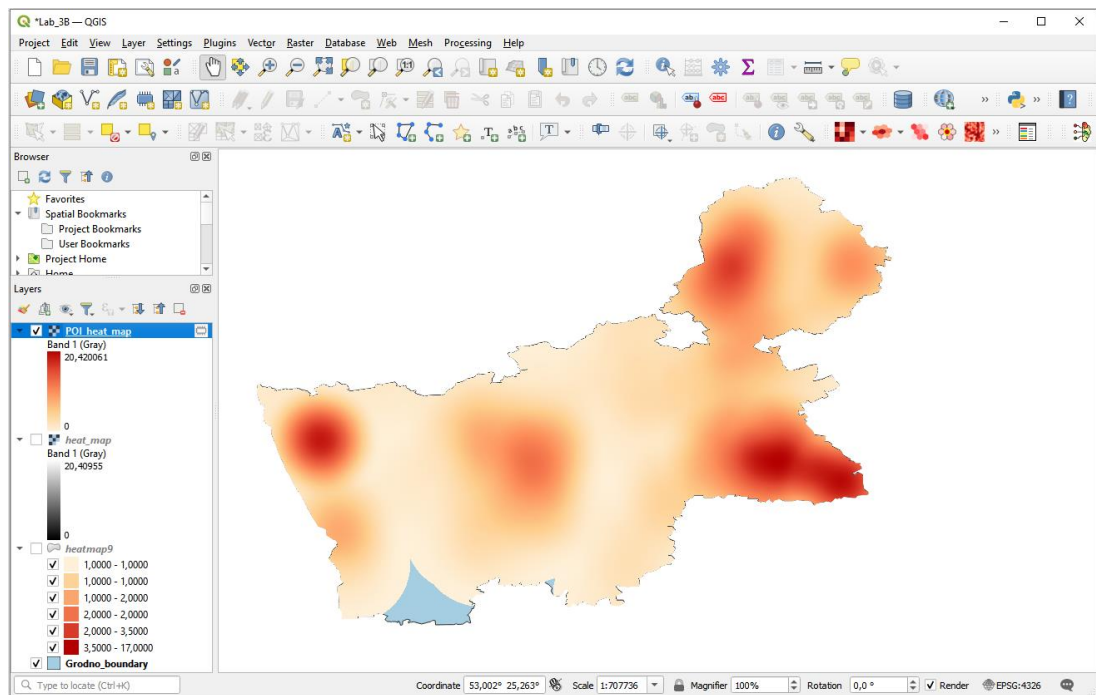 *Lab_3B — QGIS
Project Edit View Layer Settings Plugins Vector Raster Database Web Mesh Processing Help
Browser
Favorites
Spatial Bookmarks
Project Bookmarks
User Bookmarks
Project Home
Home
Layers
POI_heat_map
Band 1 (Gray)
20,420061
0
heat_map
Band 1 (Gray)
20,40955
0
heatmap9
1,0000 - 1,0000
1,0000 - 1,0000
1,0000 - 2,0000
2,0000 - 2,0000
2,0000 - 3,5000
3,5000 - 17,0000
Grodno_boundary
Type to locate (Ctrl+K) Coordinate 53,002° 25,263° Scale 1:707736 Magnifier 100% Rotation 0,0 ° Render EPSG:4326